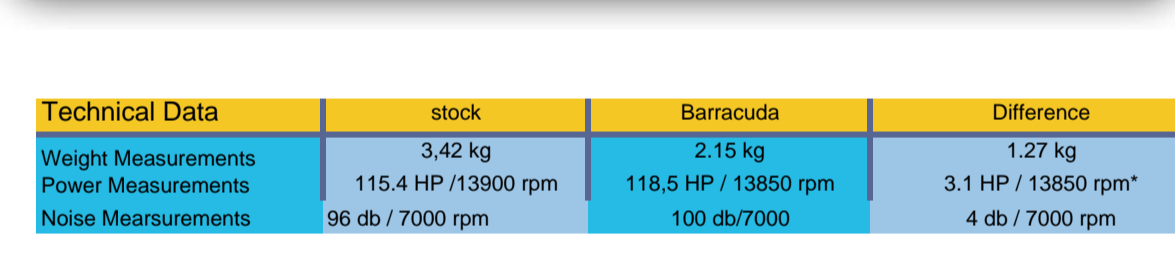 Technical Data stock Barracuda Difference
Weight Measurements 3,42 kg 2.15 kg 1.27 kg
Power Measurements 115.4 HP /13900 rpm 118,5 HP / 13850 rpm 3.1 HP / 13850 rpm*
Noise Mearsurements 96 db / 7000 rpm 100 db/7000 4 db / 7000 rpm